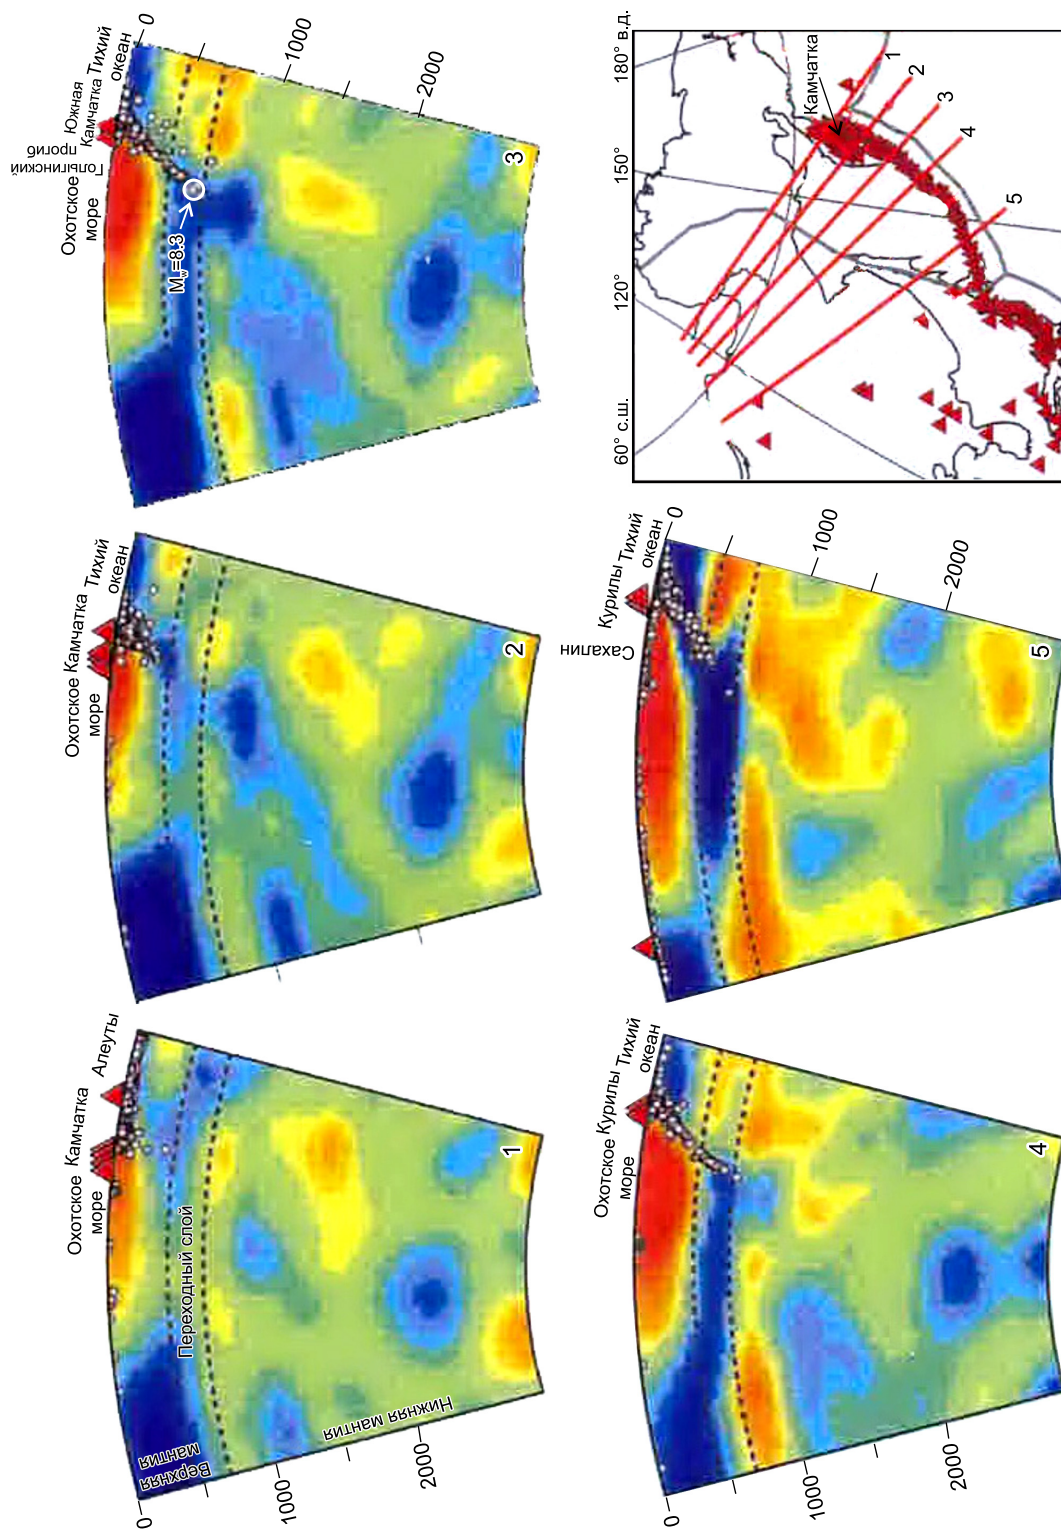 Охотское
море
Камчатка
Алеуты
0
1000
2000
Верхняя
мантия
Переходный слой
Нижняя мантия
1
Охотское
море
Камчатка
Тихий
океан
2
Охотское
море
Голыгинский
прогиб
Южная
Камчатка
Тихий
океан
0
1000
2000
Mw=8.3
3
Охотское
море
Курилы
Тихий
океан
0
1000
2000
4
Сахалин
Курилы
Тихий
океан
0
1000
2000
5
60° с.ш.
120°
150°
180° в.д.
Камчатка
1
2
3
4
5